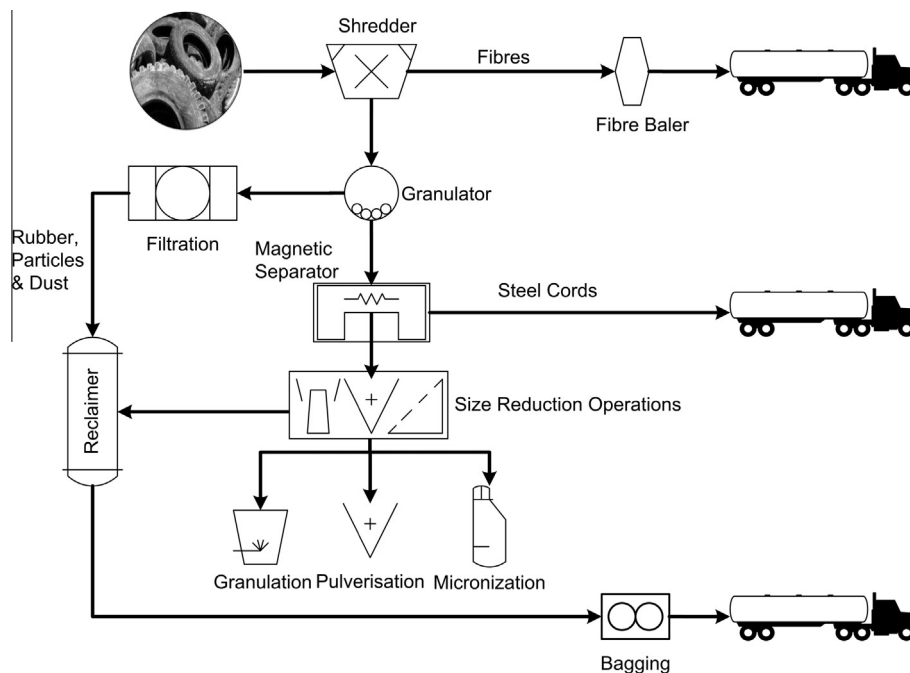 Shredder
Fibres
Fibre Baler
Granulator
Filtration
Rubber,
Particles
& Dust
Magnetic
Separator
Steel Cords
Reclaimer
Size Reduction Operations
Granulation
Pulverisation
Micronization
Bagging